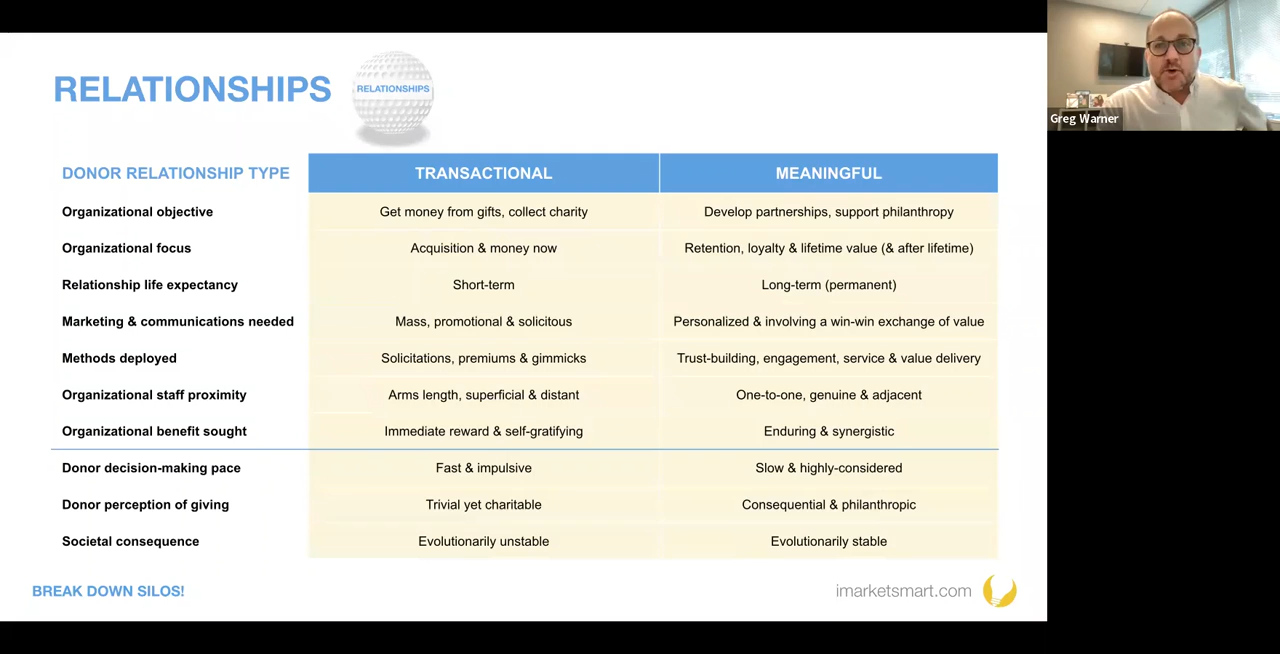 RELATIONSHIPS
RELATIONSHIPS
Greg Warner
DONOR RELATIONSHIP TYPE TRANSACTIONAL MEANINGFUL
Organizational objective Get money from gifts, collect charity Develop partnerships, support philanthropy
Organizational focus Acquisition & money now Retention, loyalty & lifetime value (& after lifetime)
Relationship life expectancy Short-term Long-term (permanent)
Marketing & communications needed Mass, promotional & solicitous Personalized & involving a win-win exchange of value
Methods deployed Solicitations, premiums & gimmicks Trust-building, engagement, service & value delivery
Organizational staff proximity Arms length, superficial & distant One-to-one, genuine & adjacent
Organizational benefit sought Immediate reward & self-gratifying Enduring & synergistic
Donor decision-making pace Fast & impulsive Slow & highly-considered
Donor perception of giving Trivial yet charitable Consequential & philanthropic
Societal consequence Evolutionarily unstable Evolutionarily stable
BREAK DOWN SILOS! imarketsmart.com